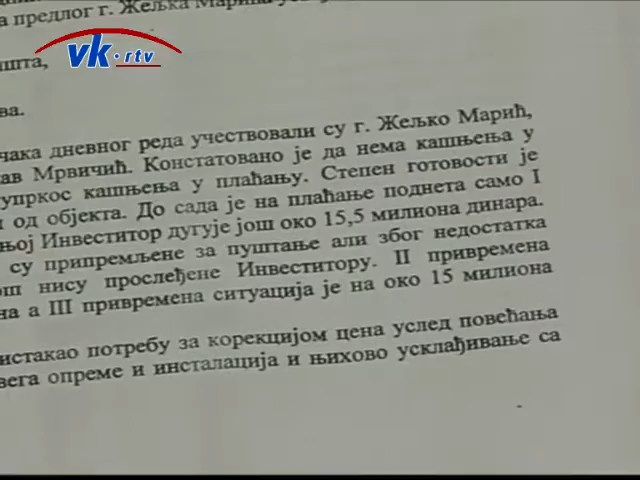 а предлог г. Жељка Марића
vk·rtv
шта,
ва.
чака дневног реда учествовали су г. Жељко Марић,
ав Мрвичић. Констатовано је да нема кашњења у
упркос кашњења у плаћању. Степен готовости је
и од објекта. До сада је на плаћање поднета само I
њој Инвеститор дугује још око 15,5 милиона динара.
су припремљене за пуштање али због недостатка
ош нису прослеђене Инвеститору. II привремена
на а III привремена ситуација је на око 15 милиона
истакао потребу за корекцијом цена услед повећања
вега опреме и инсталација и њихово усклађивање са